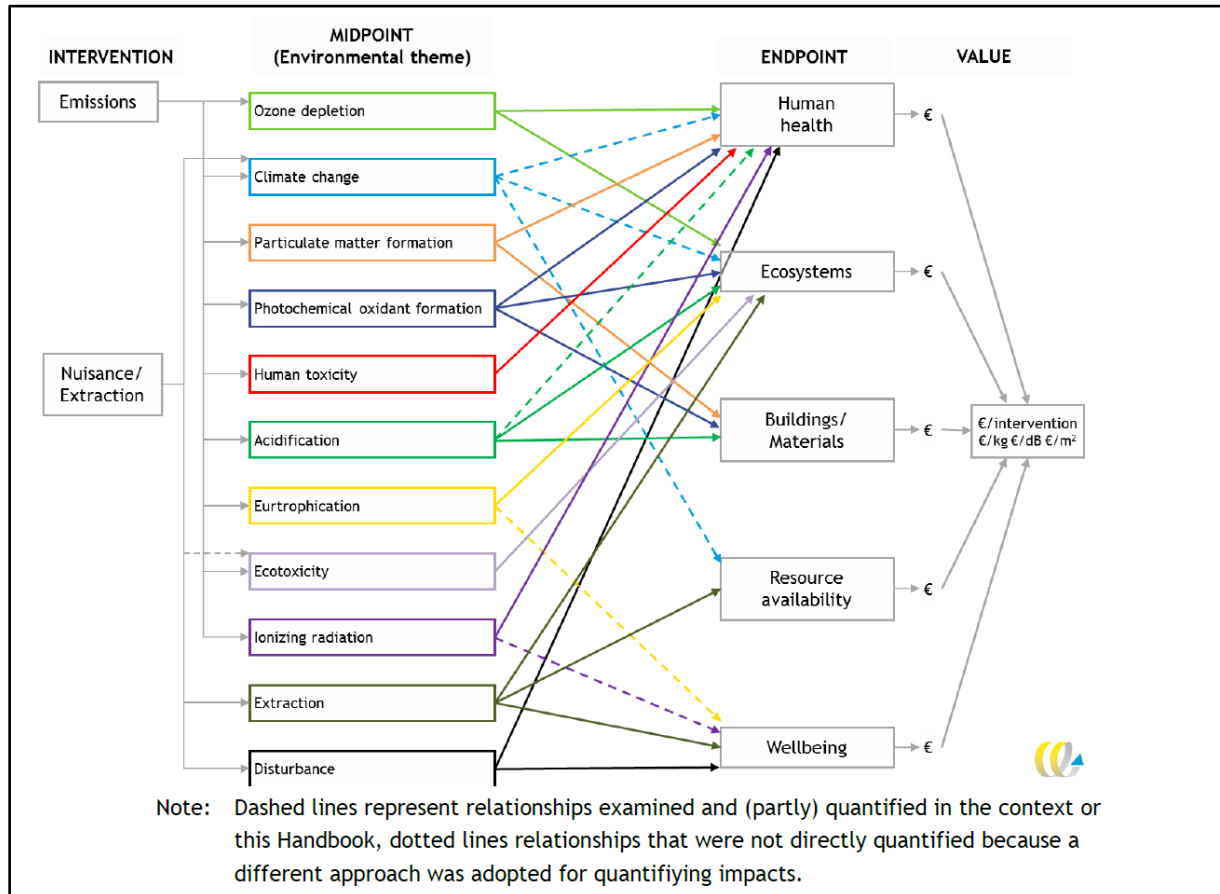 INTERVENTION
MIDPOINT
(Environmental theme)
ENDPOINT
VALUE
Emissions
Nuisance/
Extraction
Ozone depletion
Climate change
Particulate matter formation
Photochemical oxidant formation
Human toxicity
Acidification
Eurtrophication
Ecotoxicity
Ionizing radiation
Extraction
Disturbance
Human
health
Ecosystems
Buildings/
Materials
Resource
availability
Wellbeing
€
€
€
€
€
€/intervention
€/kg €/dB €/m²
Note: Dashed lines represent relationships examined and (partly) quantified in the context or
this Handbook, dotted lines relationships that were not directly quantified because a
different approach was adopted for quantifiying impacts.